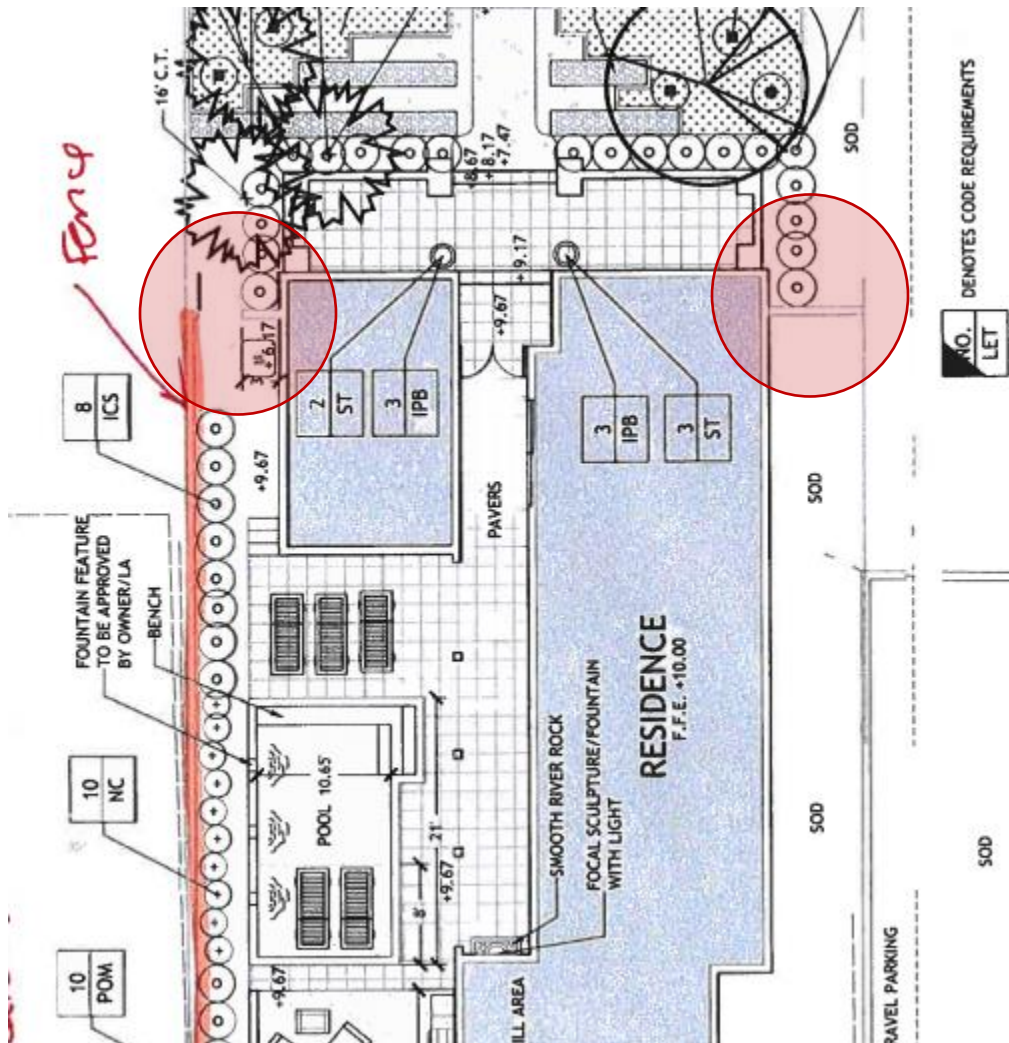 Fence
16' C.T.
+8.67
+8.17
+7.47
SOD
DENOTES CODE REQUIREMENTS
NO.
LET
+9.17
+9.67
+6.17
8
ICS
2
ST
3
IPB
3
IPB
3
ST
+9.67
PAVERS
SOD
FOUNTAIN FEATURE
TO BE APPROVED
BY OWNER/LA
BENCH
RESIDENCE
F.F.E. +10.00
10
NC
POOL 10.65'
21'
8'
+9.67
SMOOTH RIVER ROCK
FOCAL SCULPTURE/FOUNTAIN
WITH LIGHT
SOD
SOD
10
POM
+9.67
ILL AREA
RAVEL PARKING